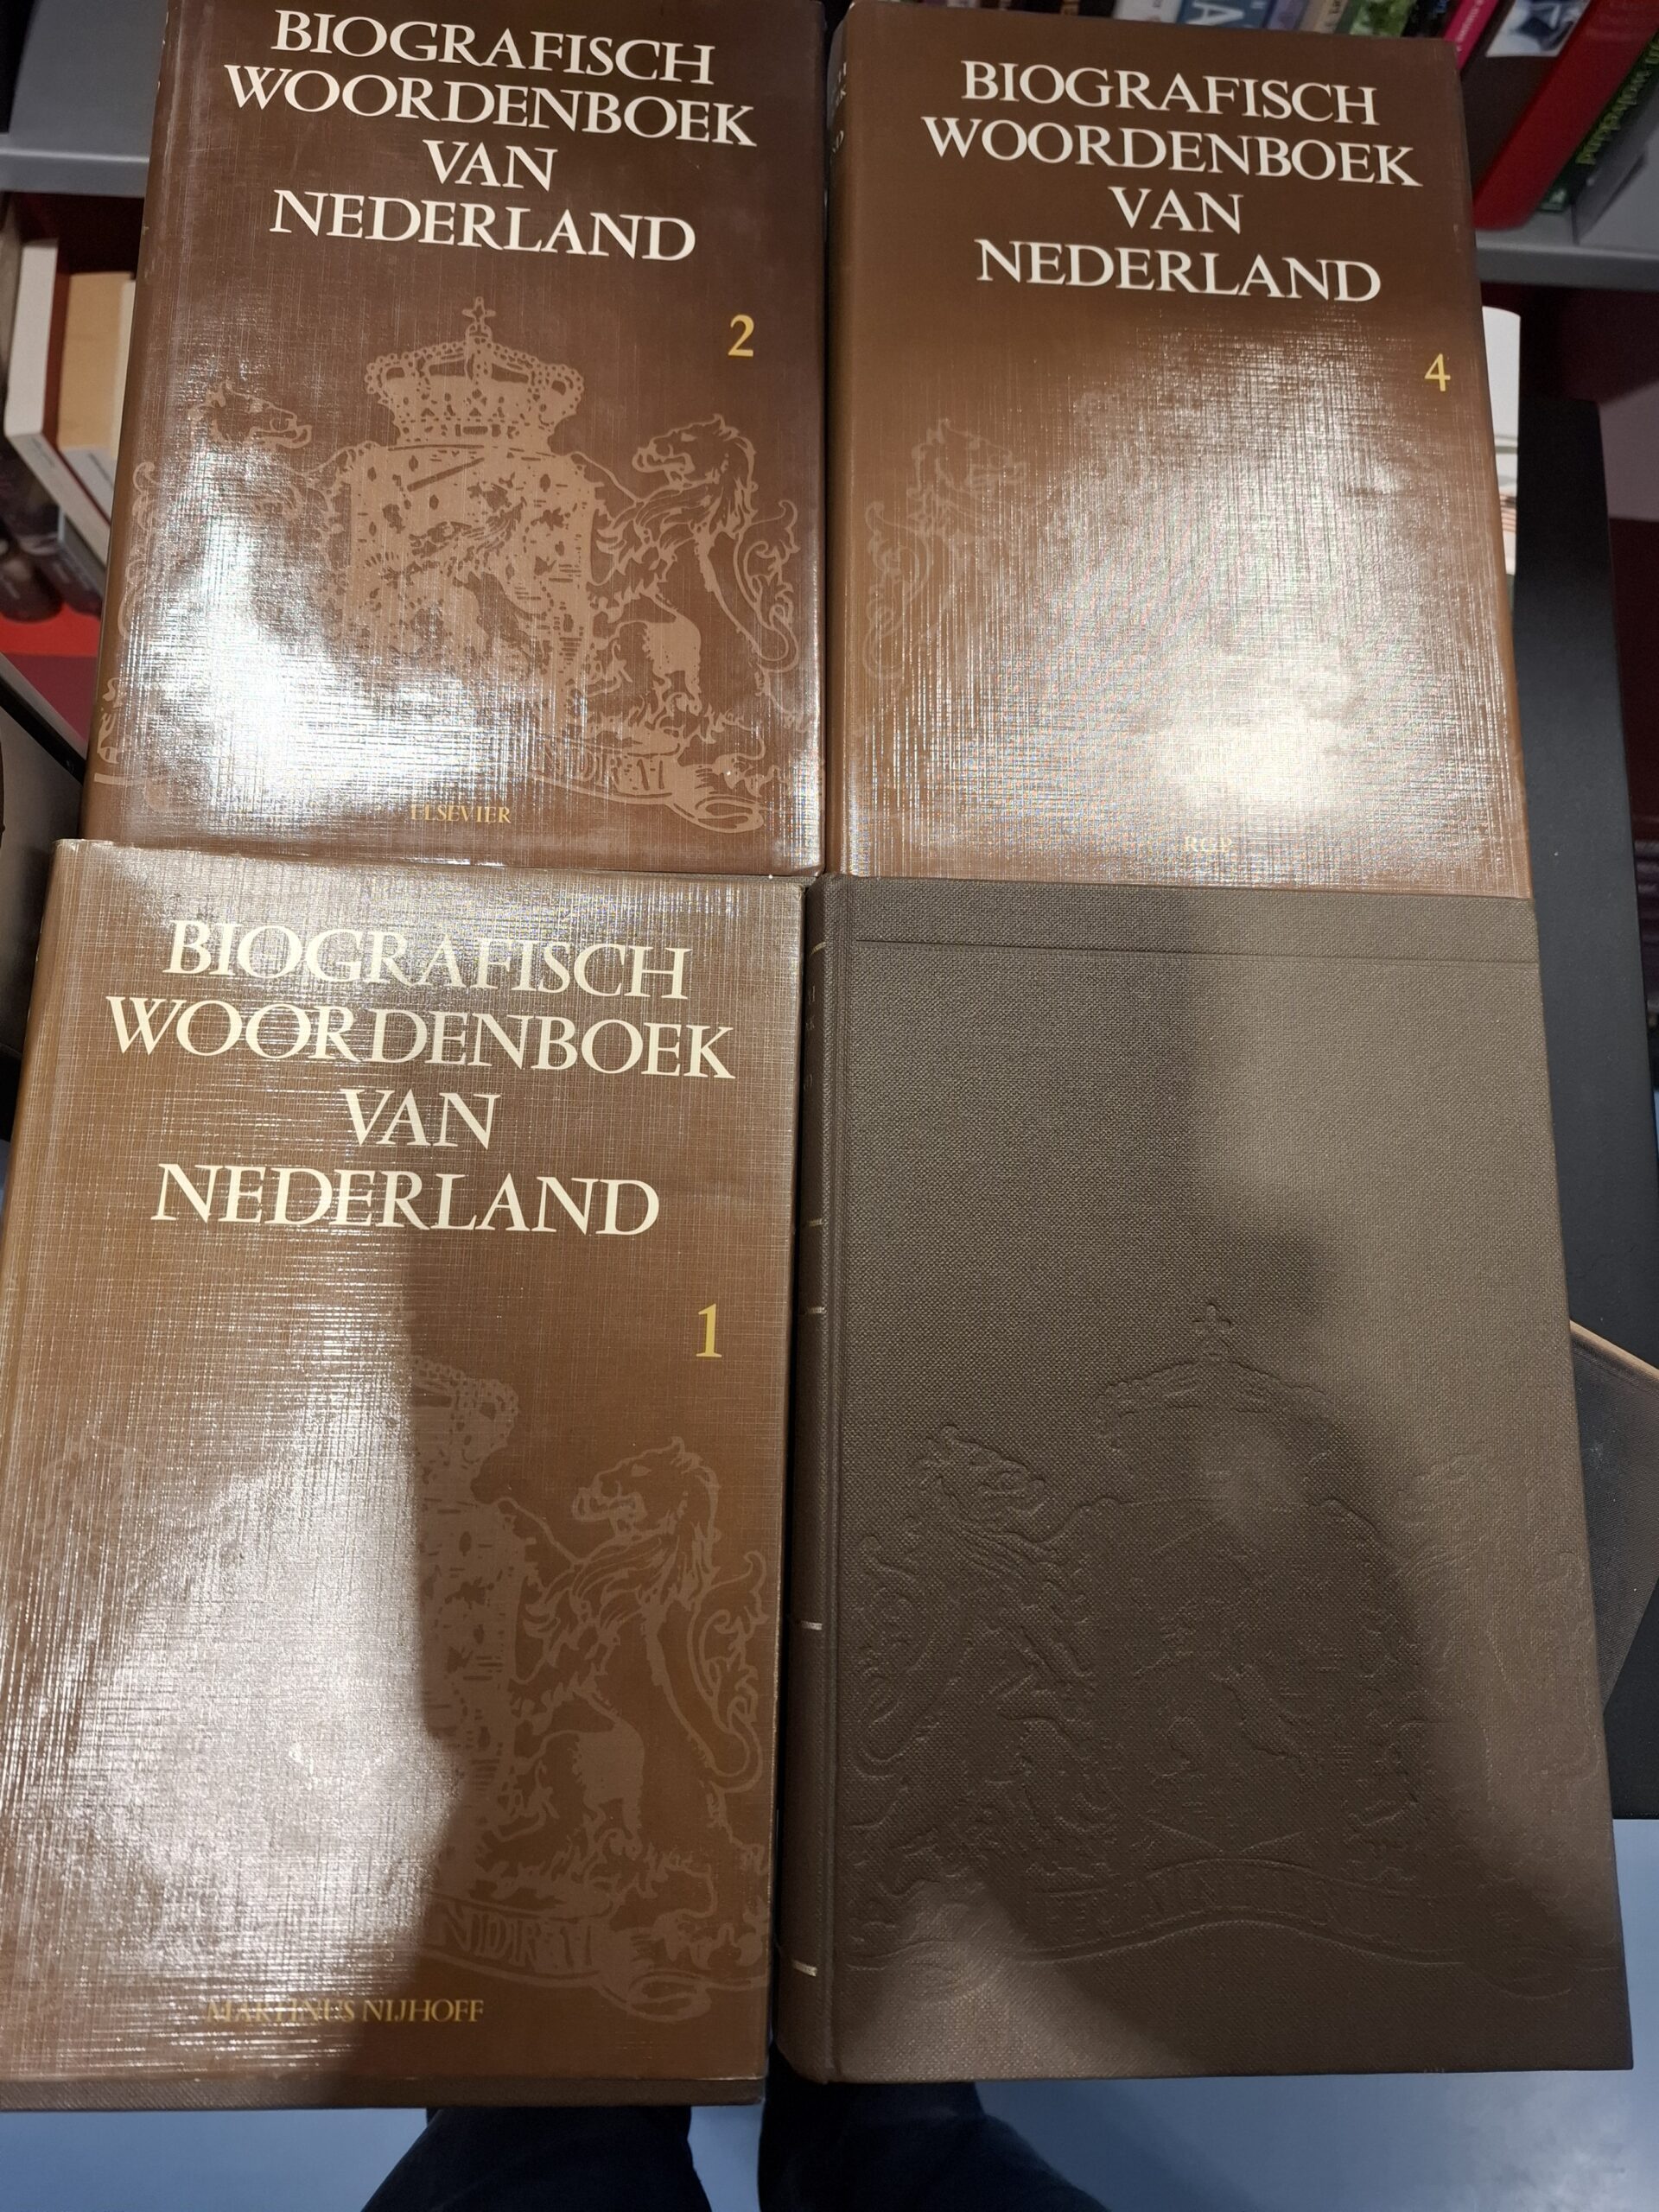 BIOGRAFISCH
WOORDENBOEK
VAN
NEDERLAND
2
ELSEVIER
BIOGRAFISCH
WOORDENBOEK
VAN
NEDERLAND
4
RGP
BIOGRAFISCH
WOORDENBOEK
VAN
NEDERLAND
1
MARTINUS NIJHOFF